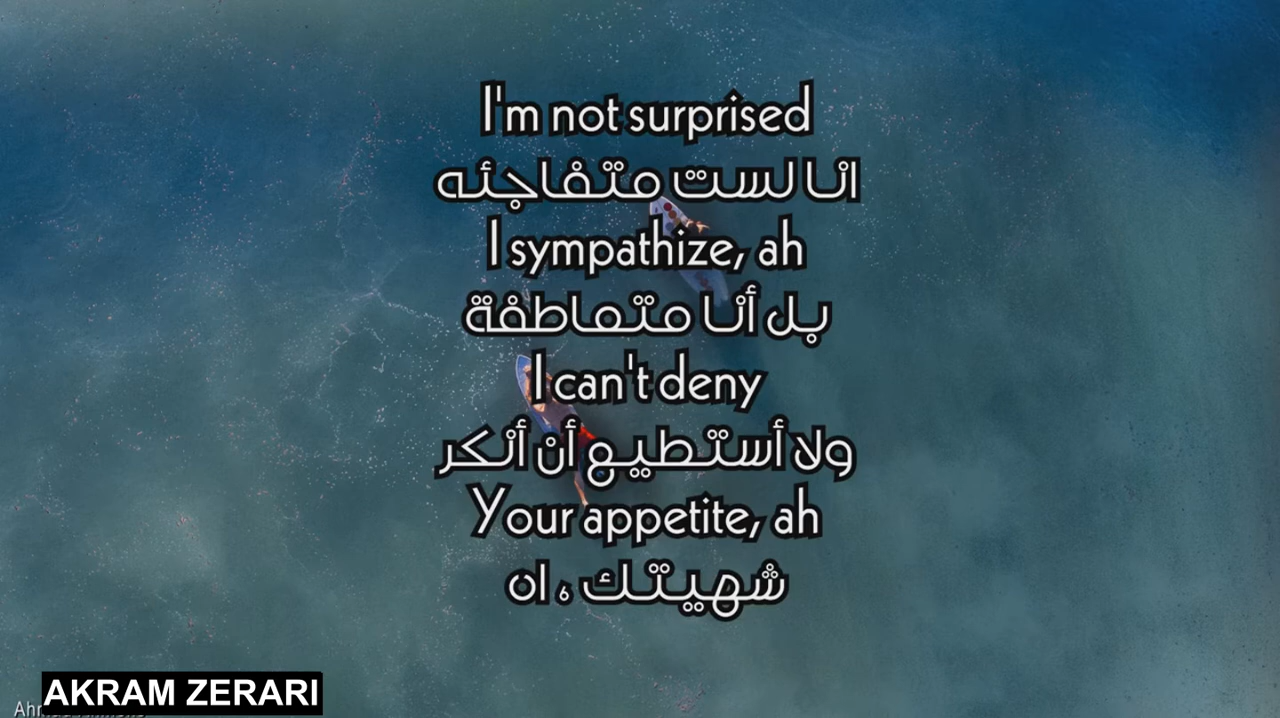 I'm not surprised
انا لست متفاجئه
I sympathize, ah
بل أنا متعاطفة
I can't deny
ولا أستطيع أن أنكر
Your appetite, ah
شهيتك ، اه
AKRAM ZERARI